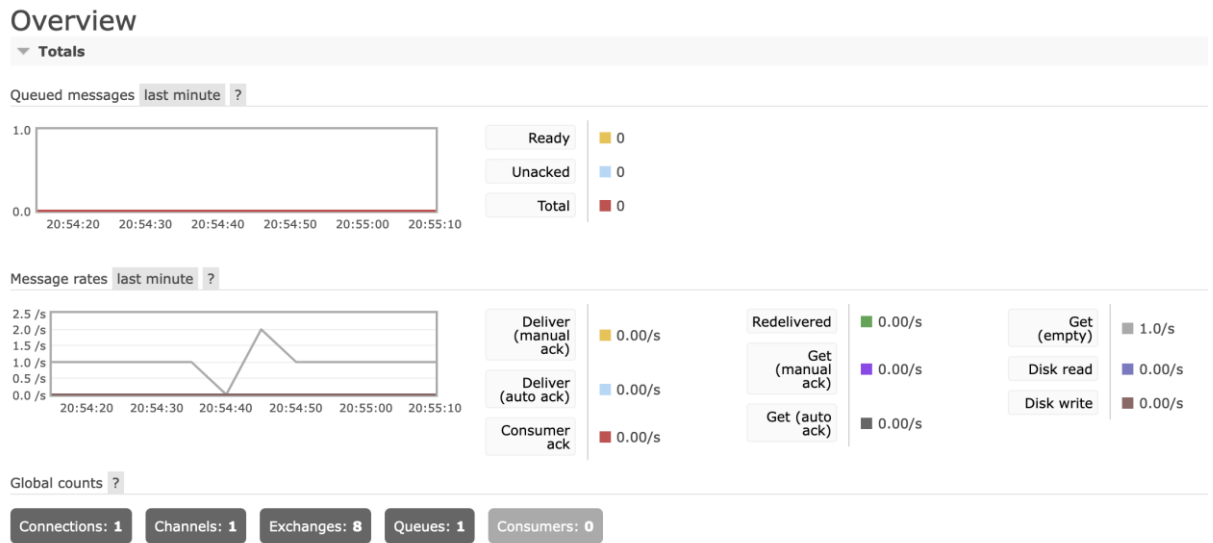 Overview
Totals
Queued messages last minute ?
1.0
0.0
20:54:20 20:54:30 20:54:40 20:54:50 20:55:00 20:55:10
Ready 0
Unacked 0
Total 0
Message rates last minute ?
2.5 /s
2.0 /s
1.5 /s
1.0 /s
0.5 /s
0.0 /s
20:54:20 20:54:30 20:54:40 20:54:50 20:55:00 20:55:10
Deliver
(manual
ack)
0.00/s
Deliver
(auto ack)
0.00/s
Consumer
ack
0.00/s
Redelivered 0.00/s
Get
(manual
ack)
0.00/s
Get (auto
ack)
0.00/s
Get
(empty)
1.0/s
Disk read 0.00/s
Disk write 0.00/s
Global counts ?
Connections: 1 Channels: 1 Exchanges: 8 Queues: 1 Consumers: 0